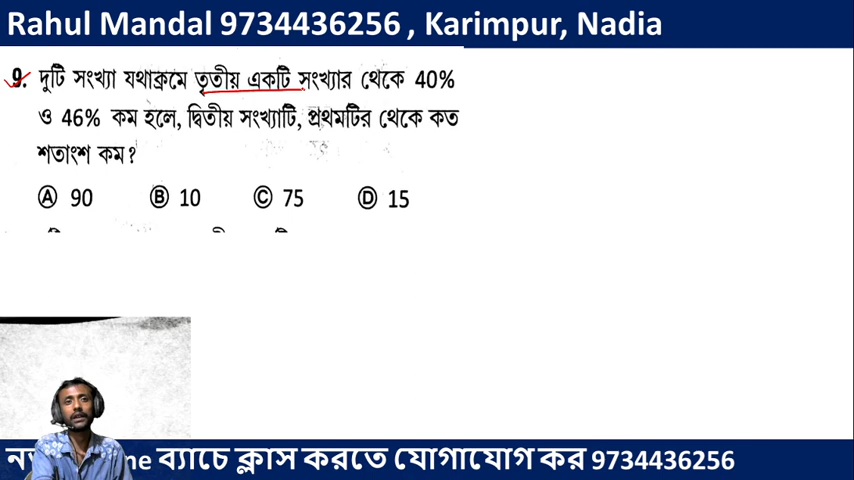 Rahul Mandal 9734436256 , Karimpur, Nadia
9. দুটি সংখ্যা যথাক্রমে তৃতীয় একটি সংখ্যার থেকে 40%
ও 46% কম হলে, দ্বিতীয় সংখ্যাটি, প্রথমটির থেকে কত
শতাংশ কম?
Ⓐ 90 Ⓑ 10 Ⓒ 75 Ⓓ 15
ব্যাচে ক্লাস করতে যোগাযোগ কর 9734436256